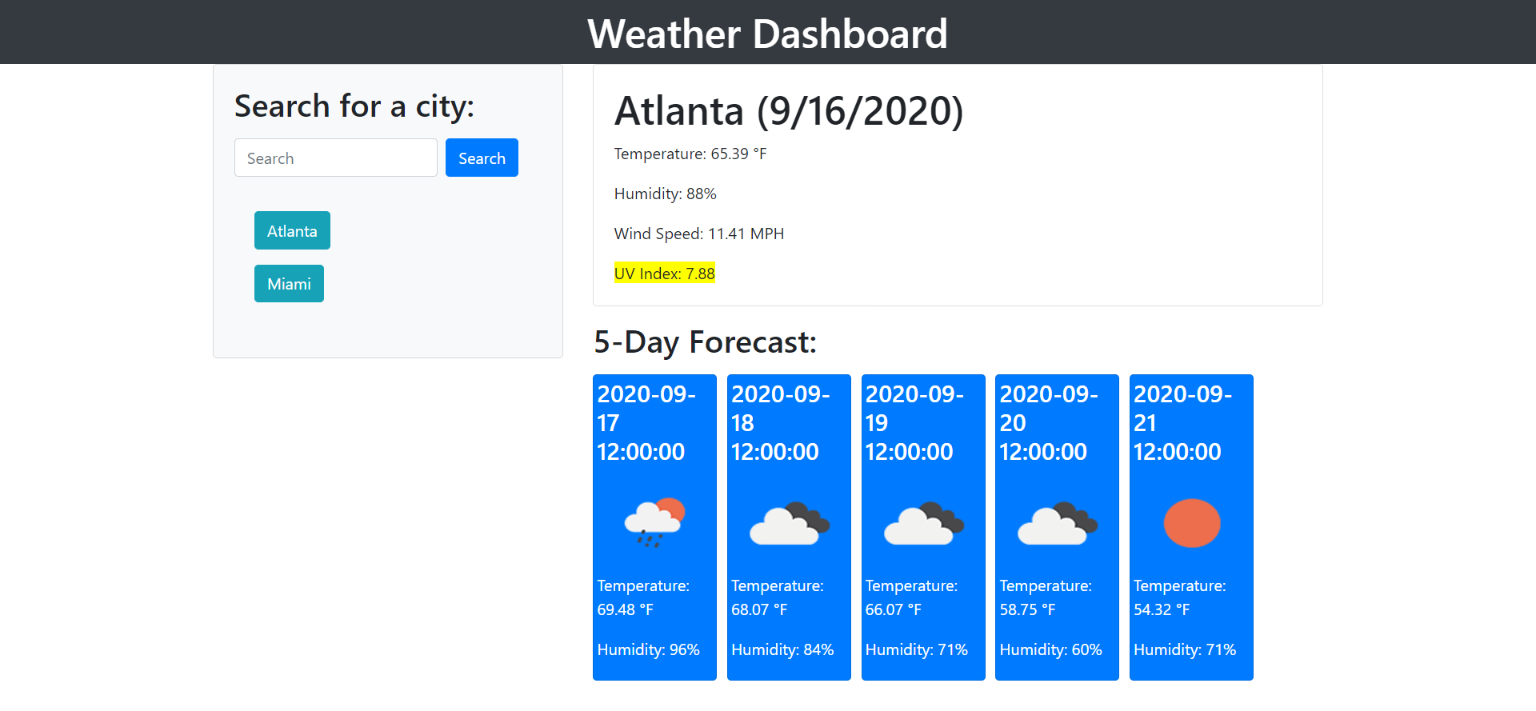 Weather Dashboard
Search for a city:
Search
Search
Atlanta
Miami
Atlanta (9/16/2020)
Temperature: 65.39 °F
Humidity: 88%
Wind Speed: 11.41 MPH
UV Index: 7.88
5-Day Forecast:
2020-09-
17
12:00:00
Temperature:
69.48 °F
Humidity: 96%
2020-09-
18
12:00:00
Temperature:
68.07 °F
Humidity: 84%
2020-09-
19
12:00:00
Temperature:
66.07 °F
Humidity: 71%
2020-09-
20
12:00:00
Temperature:
58.75 °F
Humidity: 60%
2020-09-
21
12:00:00
Temperature:
54.32 °F
Humidity: 71%